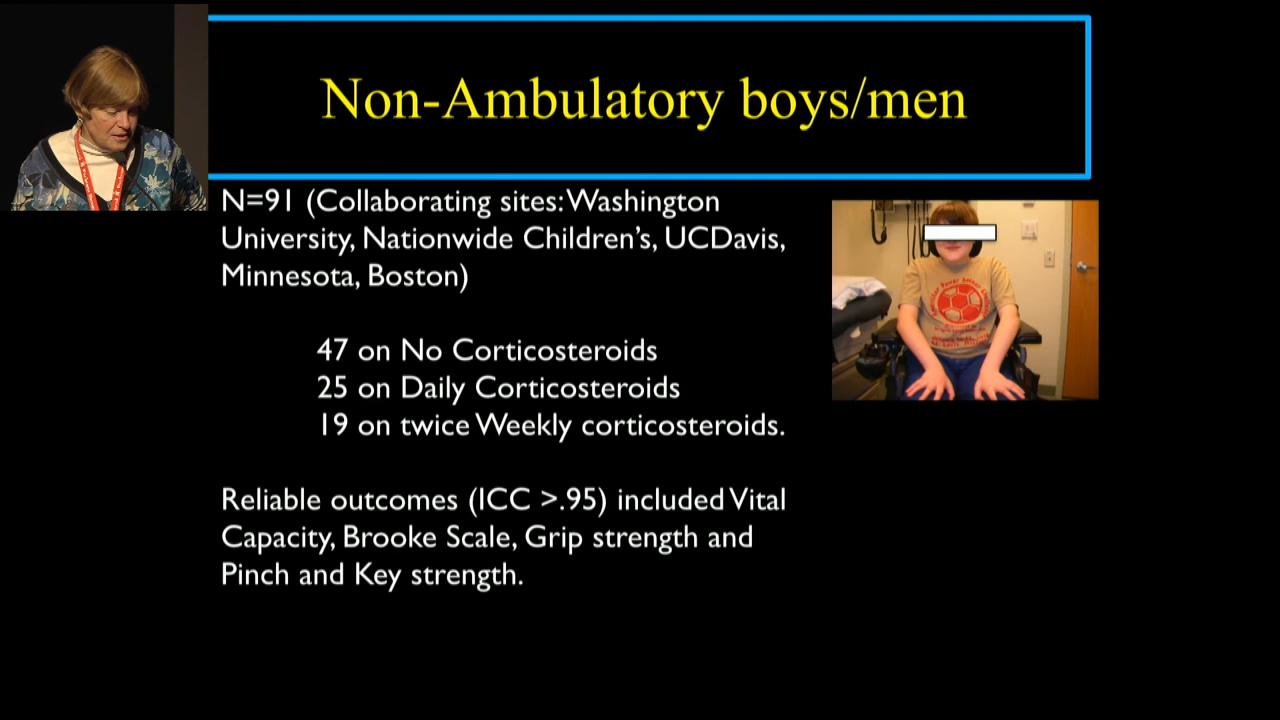 Non-Ambulatory boys/men
N=91 (Collaborating sites: Washington
University, Nationwide Children's, UCDavis,
Minnesota, Boston)
47 on No Corticosteroids
25 on Daily Corticosteroids
19 on twice Weekly corticosteroids.
Reliable outcomes (ICC >.95) included Vital
Capacity, Brooke Scale, Grip strength and
Pinch and Key strength.